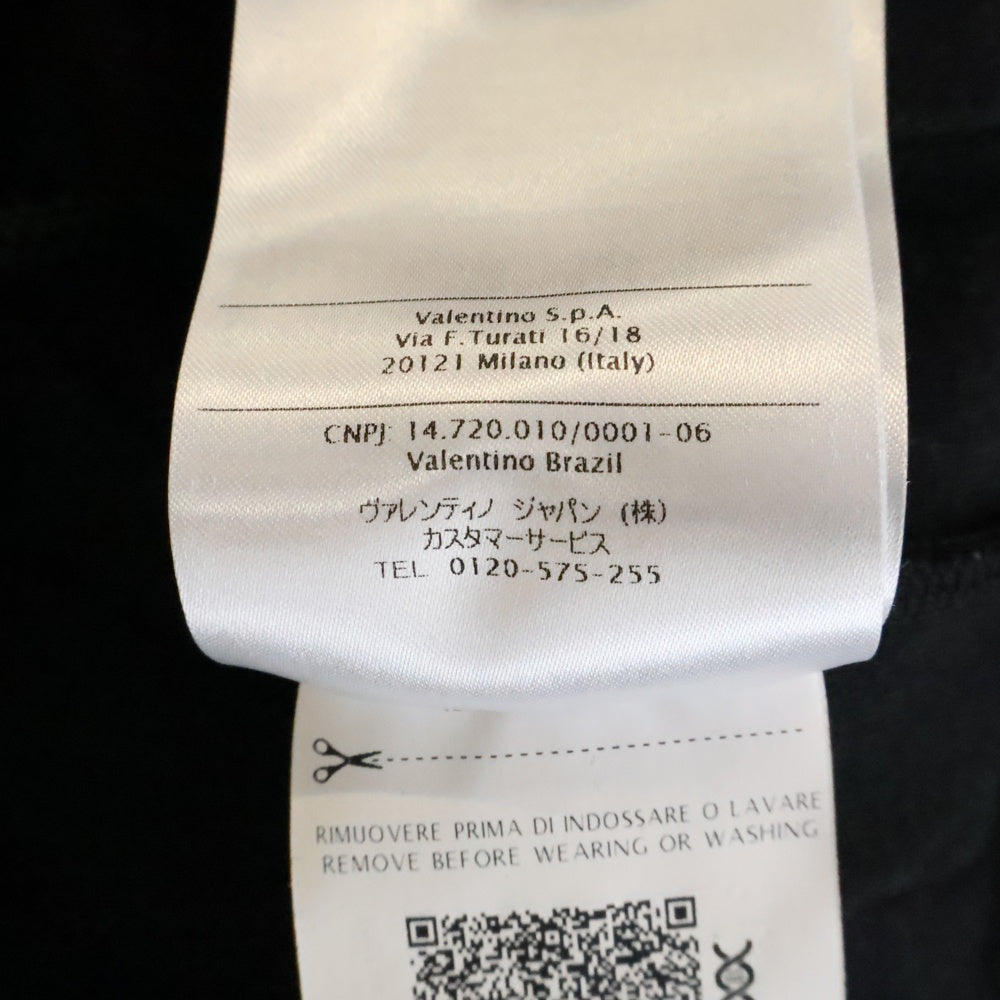 Valentino S.p.A.
Via F.Turati 16/18
20121 Milano (Italy)
CNPJ: 14.720.010/0001-06
Valentino Brazil
ヴァレンティノ ジャパン (株)
カスタマーサービス
TEL. 0120-575-255
RIMUOVERE PRIMA DI INDOSSARE O LAVARE
REMOVE BEFORE WEARING OR WASHING